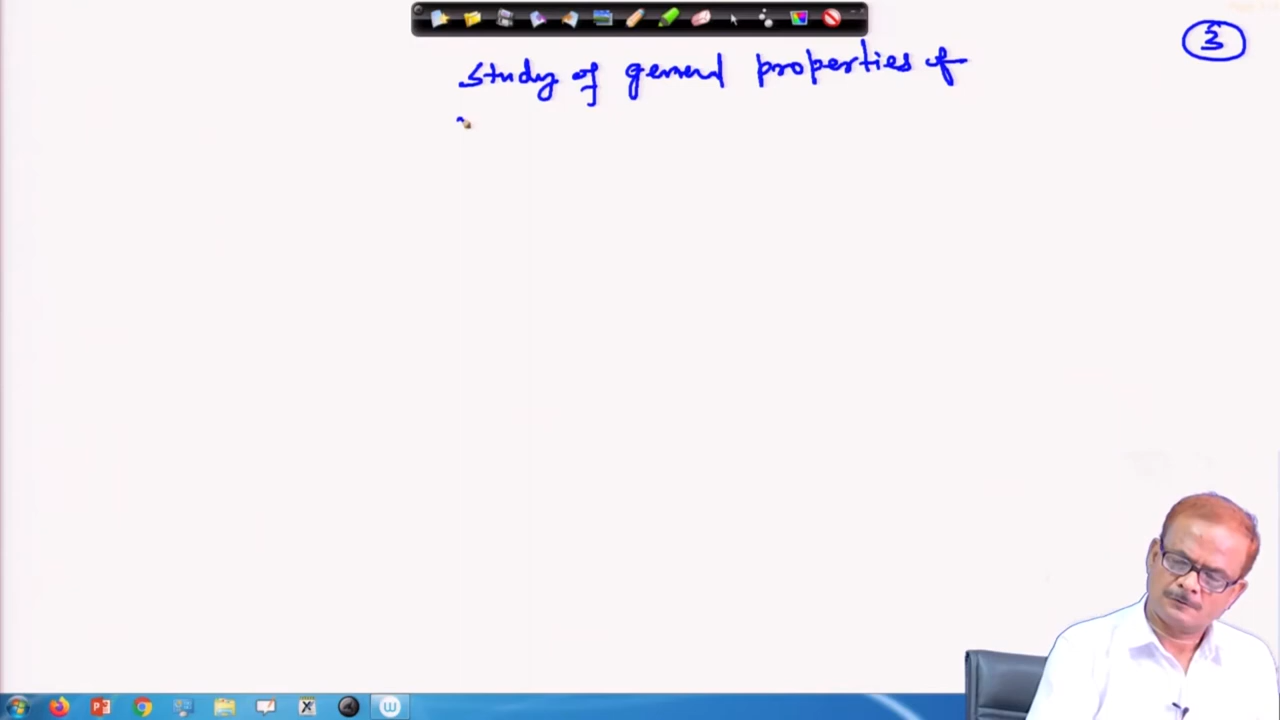 3
study of general properties of